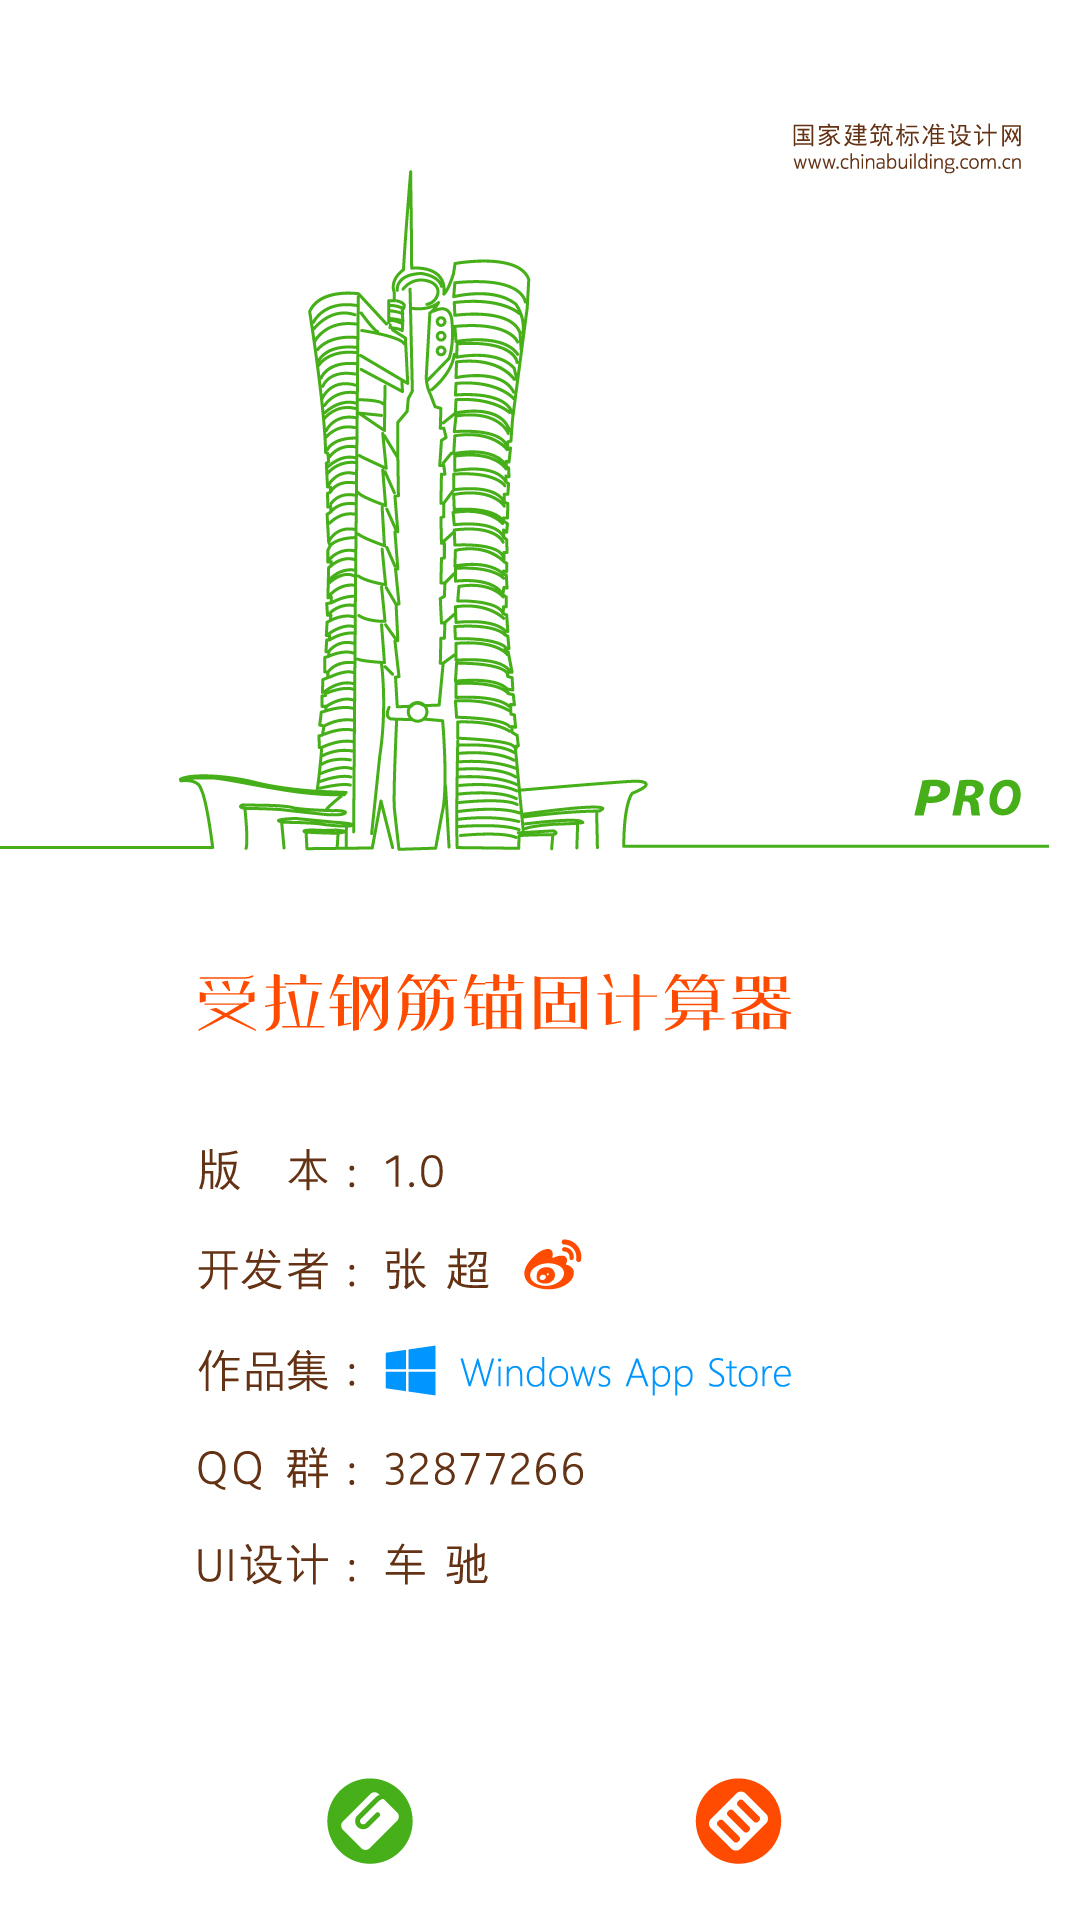 国家建筑标准设计网
www.chinabuilding.com.cn
PRO
受拉钢筋锚固计算器
版 本：1.0
开发者：张 超
作品集： Windows App Store
QQ 群：32877266
UI设计：车 驰